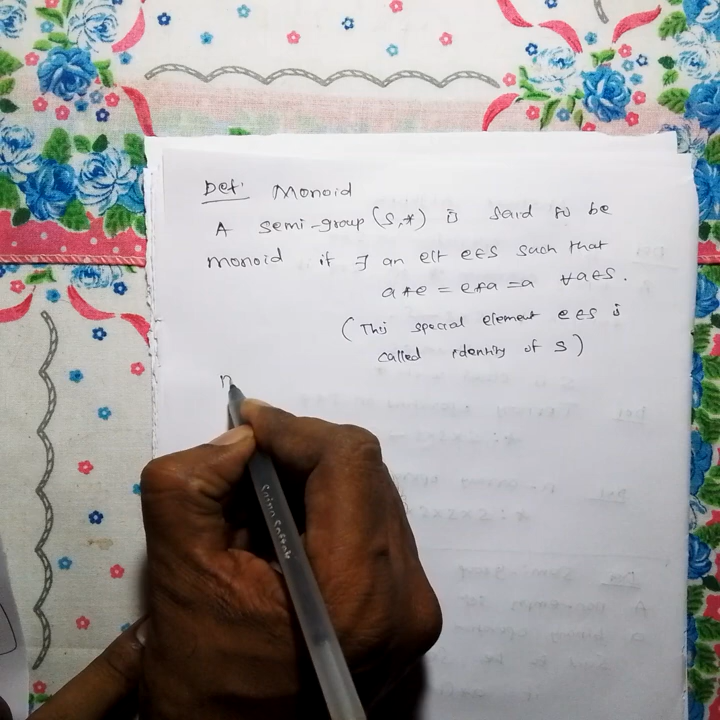 Def. Monoid
A semi-group (S,*) is said to be
monoid if ∃ an elt e∈S such that
a*e = e*a = a ∀a∈S.
(This special element e∈S is
called identity of S)
n